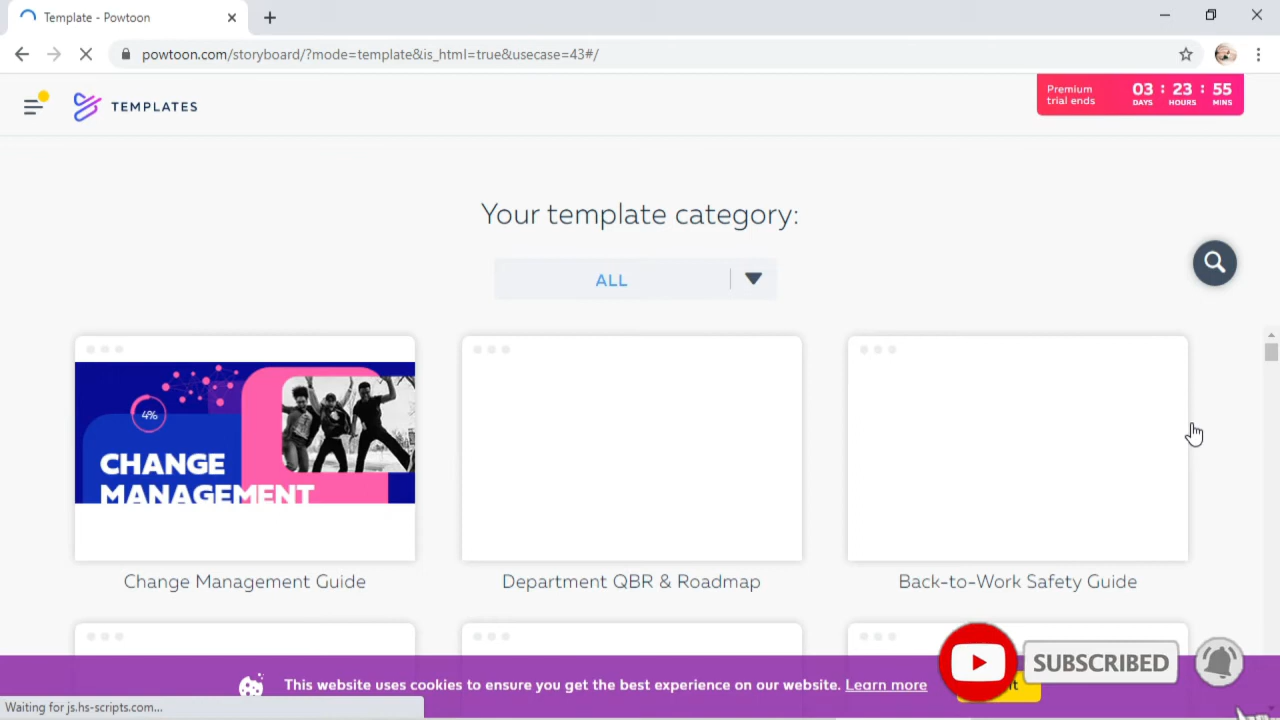 Template - Powtoon
powtoon.com/storyboard/?mode=template&is_html=true&usecase=43#/
TEMPLATES
Premium
trial ends
03 : 23 : 55
DAYS HOURS MINS
Your template category:
ALL
4%
CHANGE
MANAGEMENT
Change Management Guide
Department QBR & Roadmap
Back-to-Work Safety Guide
This website uses cookies to ensure you get the best experience on our website. Learn more
SUBSCRIBED
Waiting for js.hs-scripts.com...